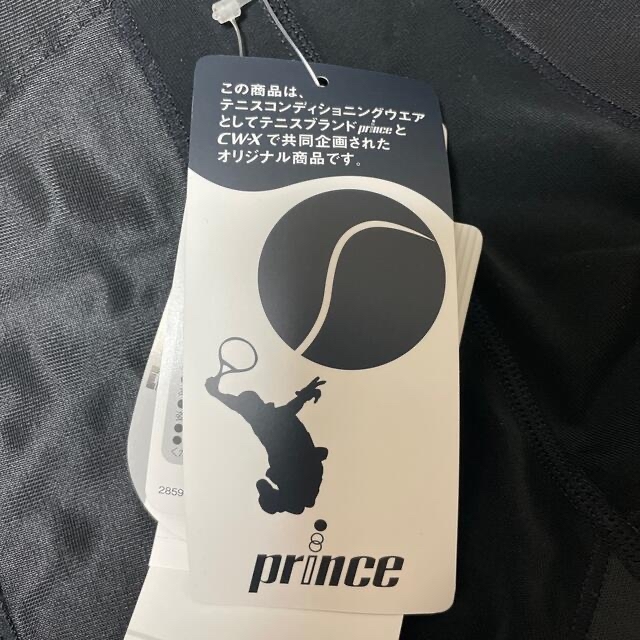 この商品は、
テニスコンディショニングウエア
としてテニスブランドprinceと
CW-X で共同企画された
オリジナル商品です。
2859
prince